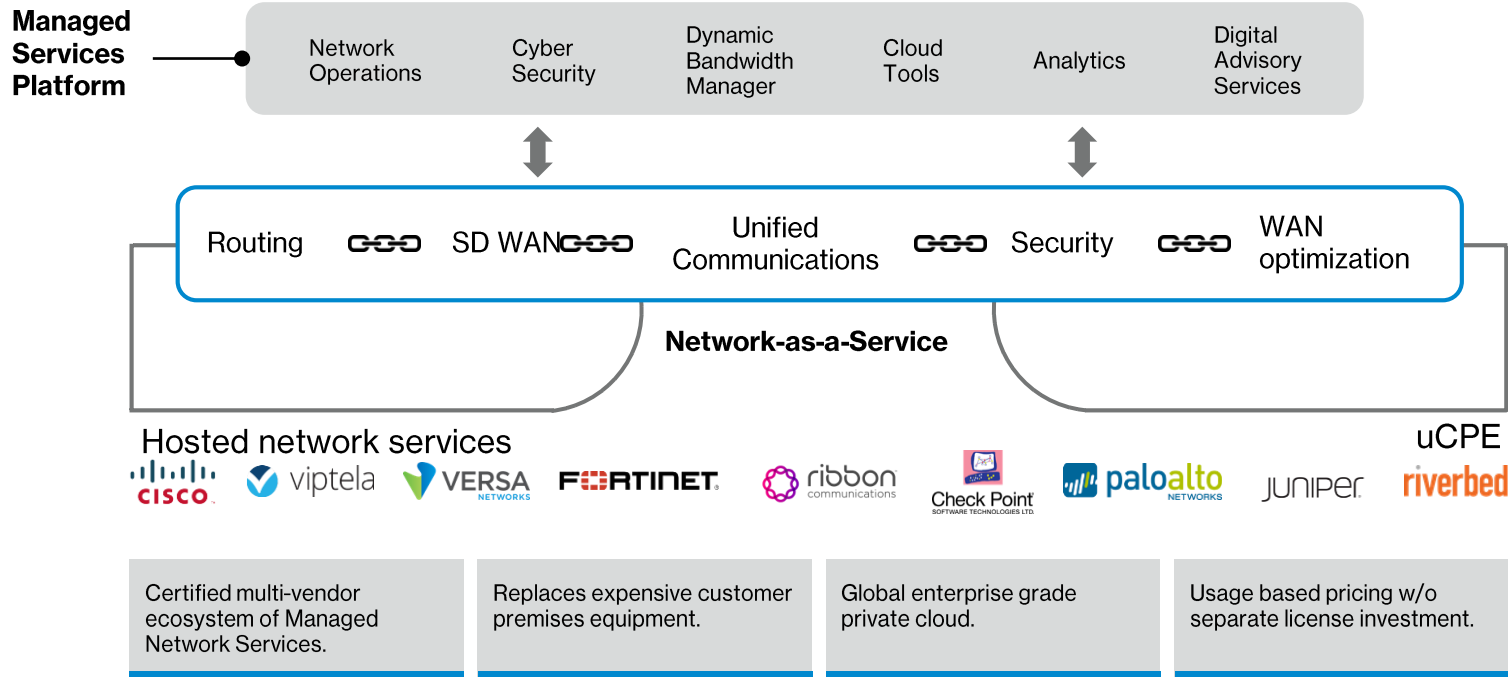 Managed
Services
Platform
Network
Operations
Cyber
Security
Dynamic
Bandwidth
Manager
Cloud
Tools
Analytics
Digital
Advisory
Services
Routing
SD WAN
Unified
Communications
Security
WAN
optimization
Network-as-a-Service
Hosted network services
uCPE
CISCO
viptela
VERSA
NETWORKS
FORTINET
ribbon
communications
Check Point
SOFTWARE TECHNOLOGIES LTD.
paloalto
NETWORKS
JUNIPER
riverbed
Certified multi-vendor
ecosystem of Managed
Network Services.
Replaces expensive customer
premises equipment.
Global enterprise grade
private cloud.
Usage based pricing w/o
separate license investment.